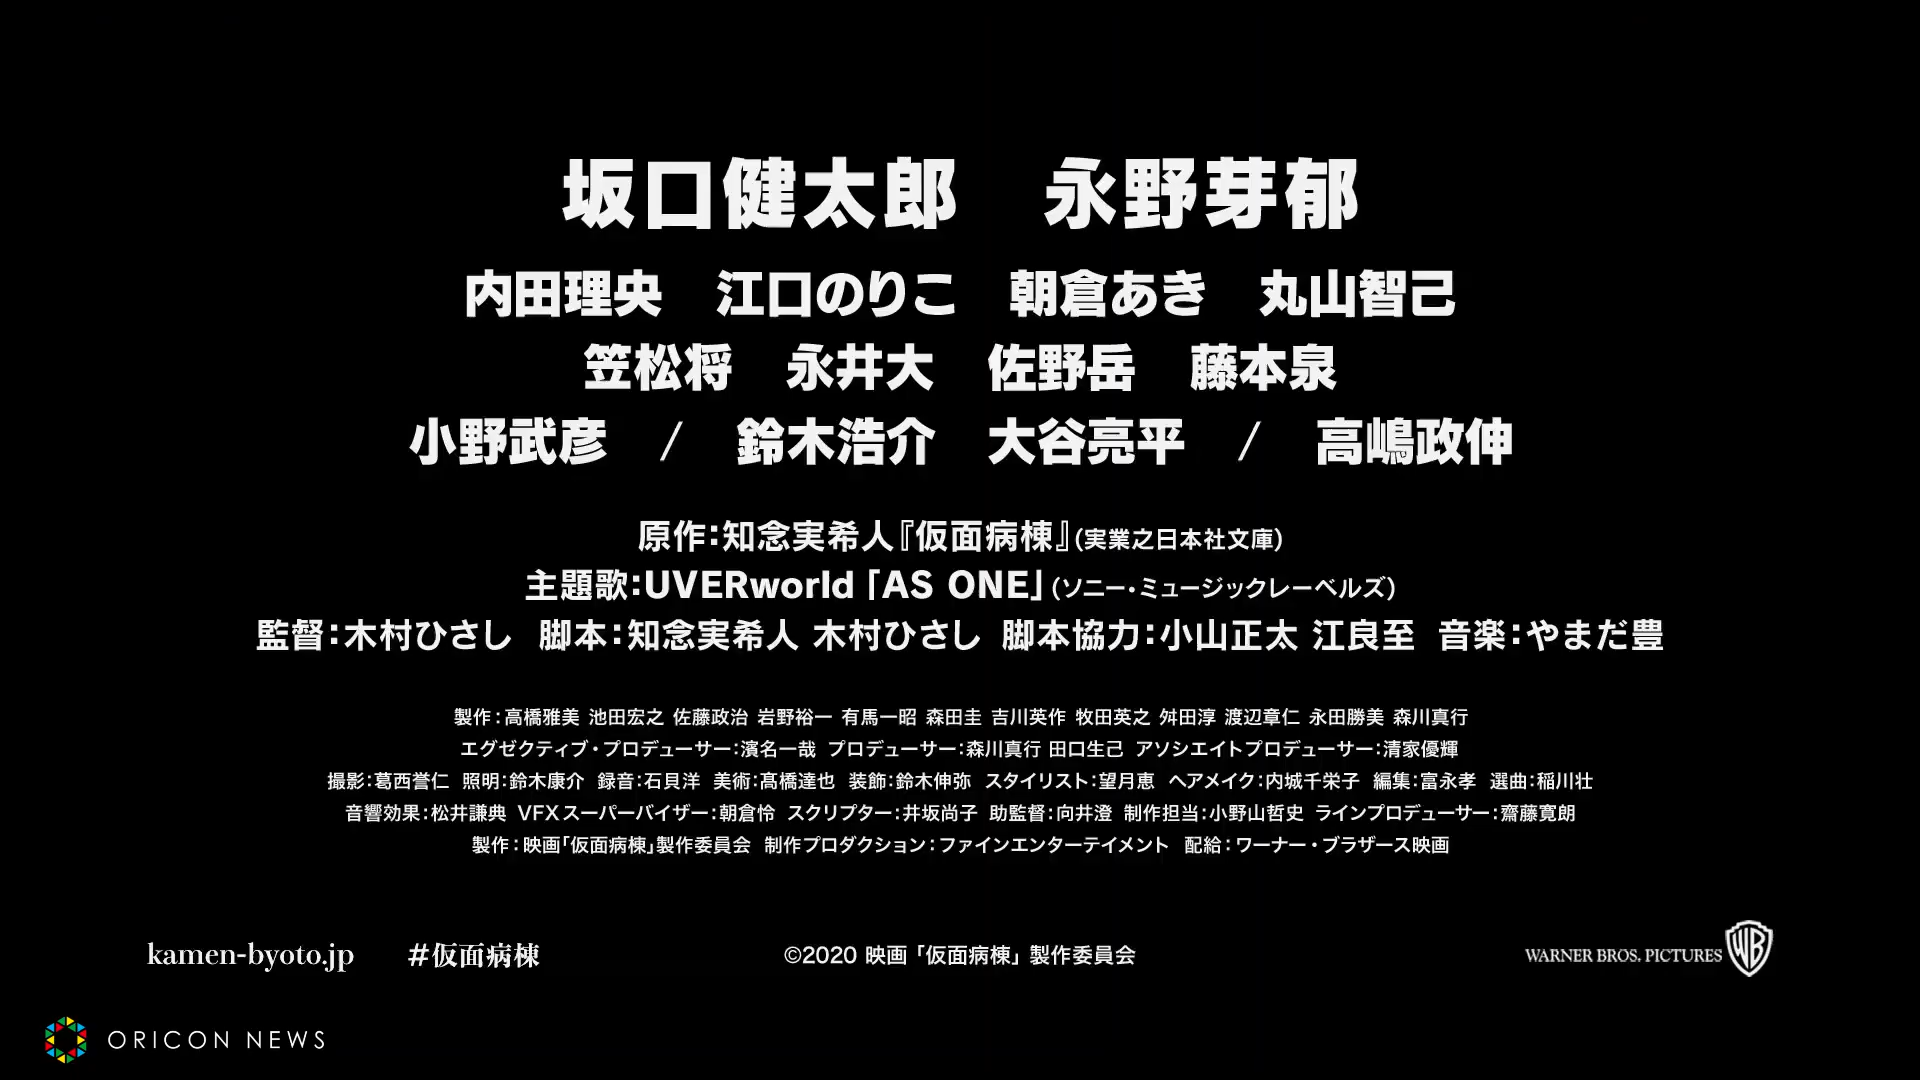 坂口健太郎　永野芽郁
内田理央　江口のりこ　朝倉あき　丸山智己
笠松将　永井大　佐野岳　藤本泉
小野武彦　/　鈴木浩介　大谷亮平　/　高嶋政伸
原作：知念実希人『仮面病棟』（実業之日本社文庫）
主題歌：UVERworld「AS ONE」（ソニー・ミュージックレーベルズ）
監督：木村ひさし　脚本：知念実希人 木村ひさし　脚本協力：小山正太 江良至　音楽：やまだ豊
製作：高橋雅美 池田宏之 佐藤政治 岩野裕一 有馬一昭 森田圭 吉川英作 牧田英之 舛田淳 渡辺章仁 永田勝美 森川真行
エグゼクティブ・プロデューサー：濱名一哉　プロデューサー：森川真行 田口生己　アソシエイトプロデューサー：清家優輝
撮影：葛西誉仁　照明：鈴木康介　録音：石貝洋　美術：髙橋達也　装飾：鈴木伸弥　スタイリスト：望月恵　ヘアメイク：内城千栄子　編集：富永孝　選曲：稲川壮
音響効果：松井謙典　VFXスーパーバイザー：朝倉怜　スクリプター：井坂尚子　助監督：向井澄　制作担当：小野山哲史　ラインプロデューサー：齋藤寛朗
製作：映画「仮面病棟」製作委員会　制作プロダクション：ファインエンターテイメント　配給：ワーナー・ブラザース映画
kamen-byoto.jp　#仮面病棟　©2020 映画「仮面病棟」製作委員会　WARNER BROS. PICTURES WB
ORICON NEWS